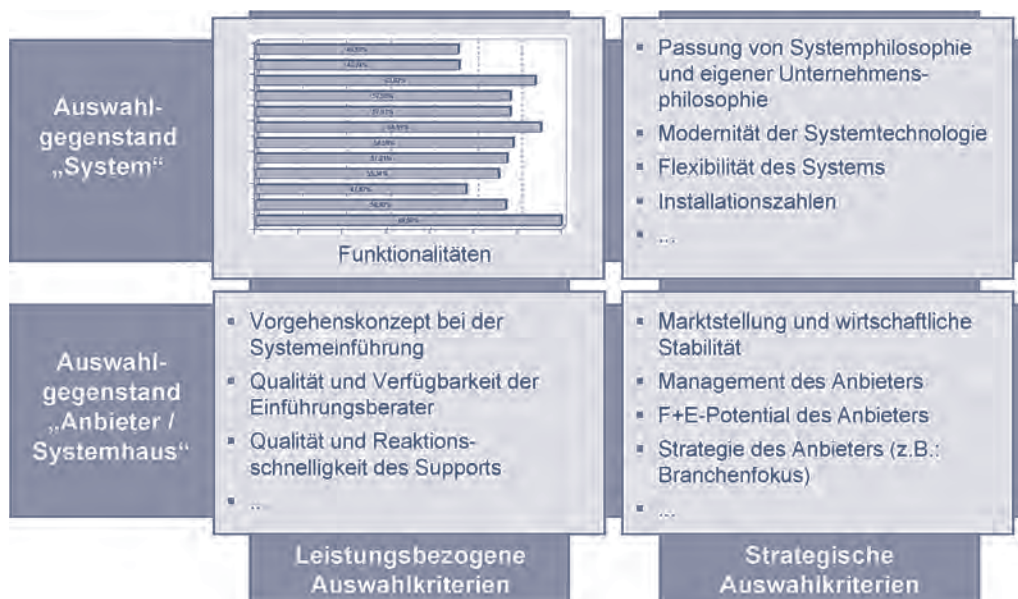 Auswahl-
gegenstand
„System“
Funktionalitäten
▪ Passung von Systemphilosophie
und eigener Unternehmens-
philosophie
▪ Modernität der Systemtechnologie
▪ Flexibilität des Systems
▪ Installationszahlen
▪ ...
Auswahl-
gegenstand
„Anbieter /
Systemhaus“
▪ Vorgehenskonzept bei der
Systemeinführung
▪ Qualität und Verfügbarkeit der
Einführungsberater
▪ Qualität und Reaktions-
schnelligkeit des Supports
▪ ...
▪ Marktstellung und wirtschaftliche
Stabilität
▪ Management des Anbieters
▪ F+E-Potential des Anbieters
▪ Strategie des Anbieters (z.B.:
Branchenfokus)
▪ ...
Leistungsbezogene
Auswahlkriterien
Strategische
Auswahlkriterien